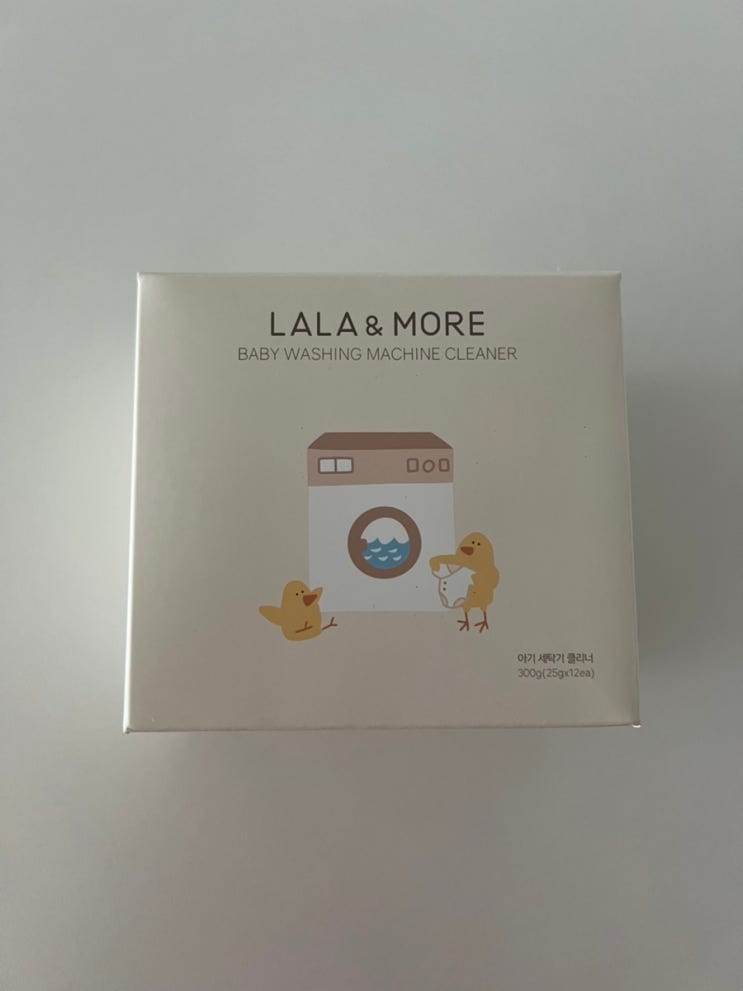 LALA & MORE
BABY WASHING MACHINE CLEANER
아기 세탁기 클리너
300g(25gx12ea)